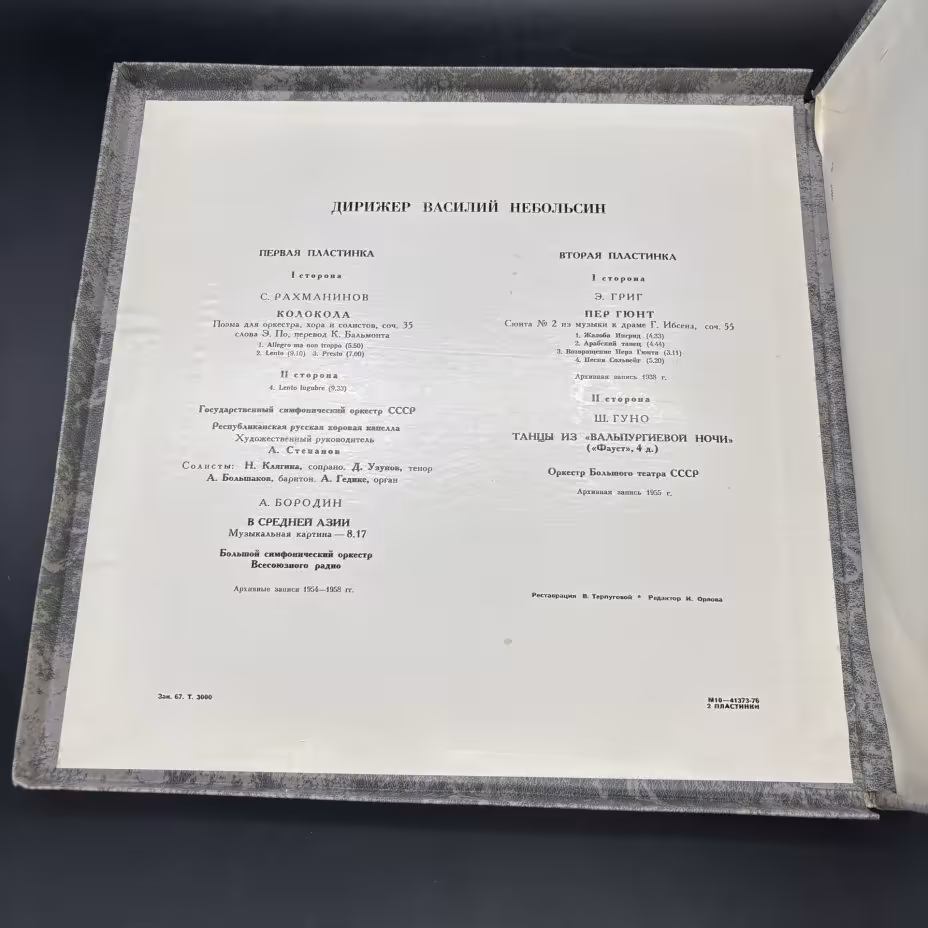 ДИРИЖЕР ВАСИЛИЙ НЕБОЛЬСИН
ПЕРВАЯ ПЛАСТИНКА
I сторона
С. РАХМАНИНОВ
КОЛОКОЛА
Поэма для оркестра, хора и солистов, соч. 35
слова Э. По, перевод К. Бальмонта
1. Allegro ma non troppo (5.50)
2. Lento (9.10) 3. Presto (7.00)
II сторона
4. Lento lugubre (9.33)
Государственный симфонический оркестр СССР
Республиканская русская хоровая капелла
Художественный руководитель
А. Степанов
Солисты: Н. Клягина, сопрано. Д. Узунов, тенор
А. Большаков, баритон. А. Гедике, орган
А. БОРОДИН
В СРЕДНЕЙ АЗИИ
Музыкальная картина — 8.17
Большой симфонический оркестр
Всесоюзного радио
Архивные записи 1954—1958 гг.
ВТОРАЯ ПЛАСТИНКА
I сторона
Э. ГРИГ
ПЕР ГЮНТ
Сюита № 2 из музыки к драме Г. Ибсена, соч. 55
1. Жалоба Ингрид (4.33)
2. Арабский танец (4.44)
3. Возвращение Пера Гюнта (3.11)
4. Песня Сольвейг (5.20)
Архивная запись 1938 г.
II сторона
Ш. ГУНО
ТАНЦЫ ИЗ «ВАЛЬПУРГИЕВОЙ НОЧИ»
(«Фауст», 4 д.)
Оркестр Большого театра СССР
Архивная запись 1955 г.
Реставрация В. Терпуговой * Редактор И. Орлова
Зак. 67. Т. 3000
М10—41373-76
2 ПЛАСТИНКИ